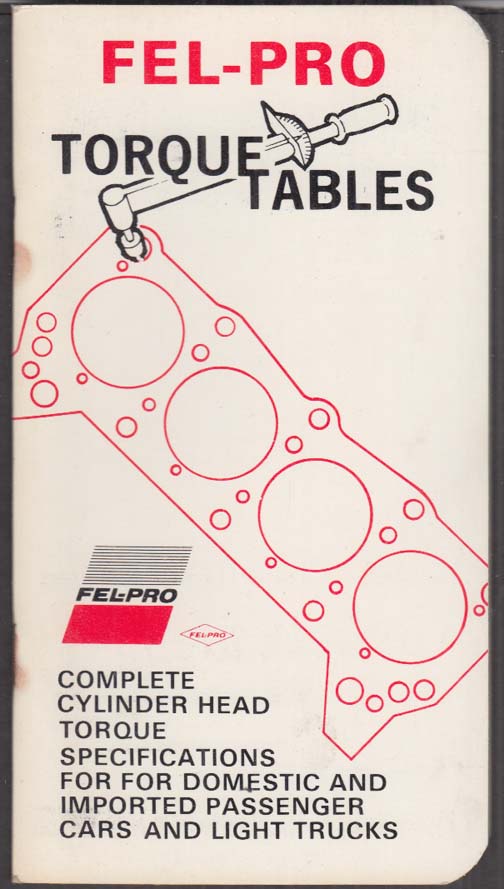 FEL-PRO
TORQUE
TABLES
FEL-PRO
FEL-PRO
COMPLETE
CYLINDER HEAD
TORQUE
SPECIFICATIONS
FOR FOR DOMESTIC AND
IMPORTED PASSENGER
CARS AND LIGHT TRUCKS